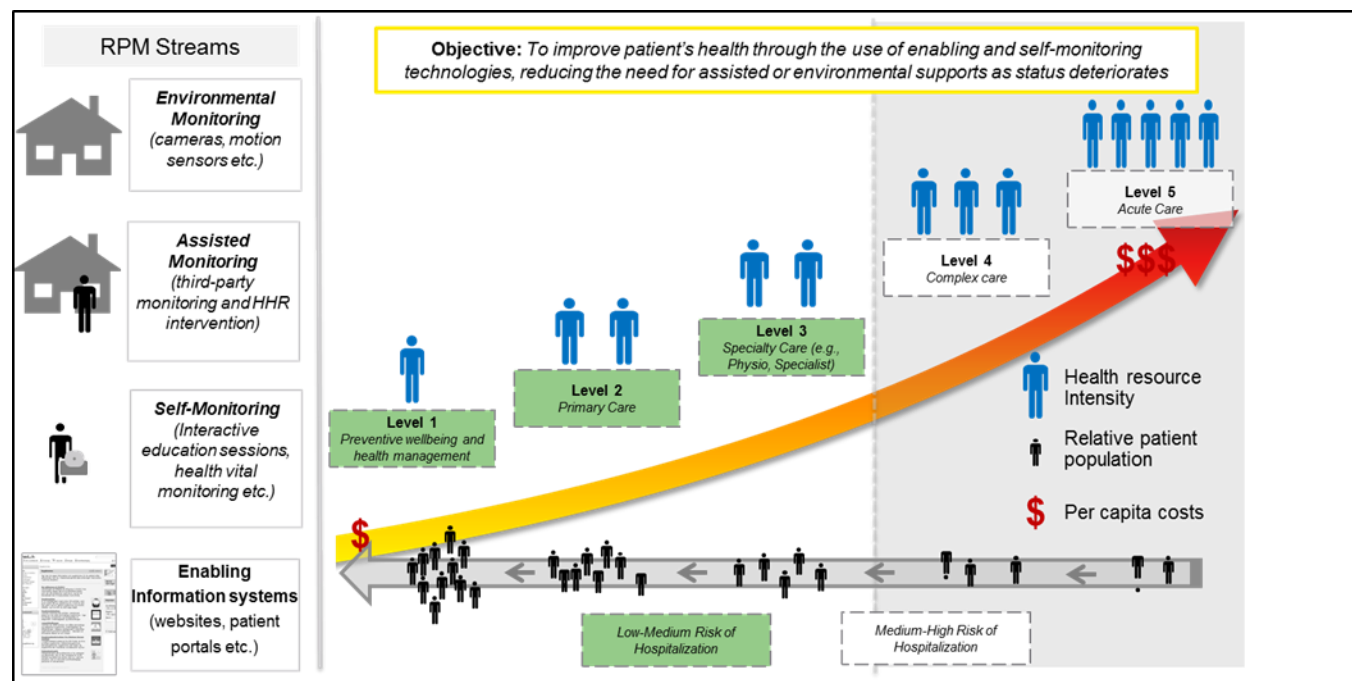 RPM Streams
Environmental
Monitoring
(cameras, motion
sensors etc.)
Assisted
Monitoring
(third-party
monitoring and HHR
intervention)
Self-Monitoring
(Interactive
education sessions,
health vital
monitoring etc.)
Enabling
Information systems
(websites, patient
portals etc.)
Objective: To improve patient's health through the use of enabling and self-monitoring
technologies, reducing the need for assisted or environmental supports as status deteriorates
Level 1
Preventive wellbeing and
health management
Level 2
Primary Care
Level 3
Specialty Care (e.g.,
Physio, Specialist)
Level 4
Complex care
Level 5
Acute Care
$
$$$
Health resource
Intensity
Relative patient
population
$ Per capita costs
Low-Medium Risk of
Hospitalization
Medium-High Risk of
Hospitalization